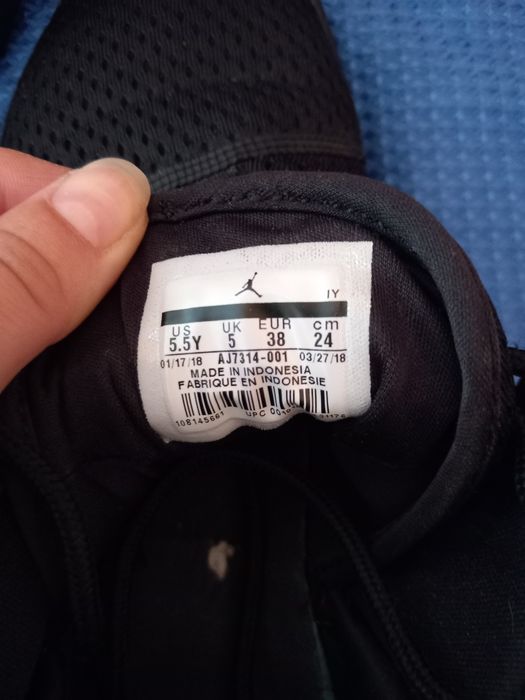 IY
US UK EUR cm
5.5Y 5 38 24
01/17/18 AJ7314-001 03/27/18
MADE IN INDONESIA
FABRIQUE EN INDONESIE
UPC